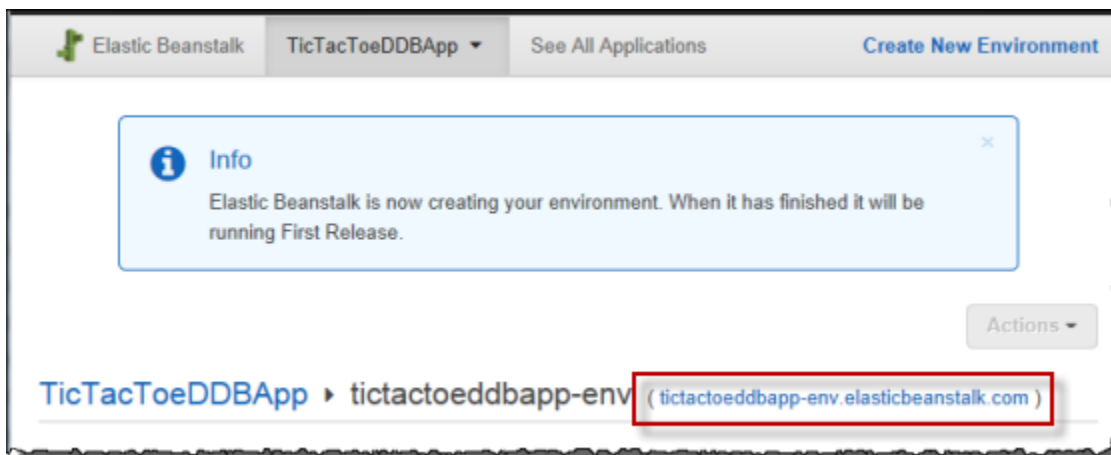 Elastic Beanstalk TicTacToeDDBApp See All Applications Create New Environment
Info
Elastic Beanstalk is now creating your environment. When it has finished it will be
running First Release.
Actions
TicTacToeDDBApp ▸ tictactoeddbapp-env ( tictactoeddbapp-env.elasticbeanstalk.com )